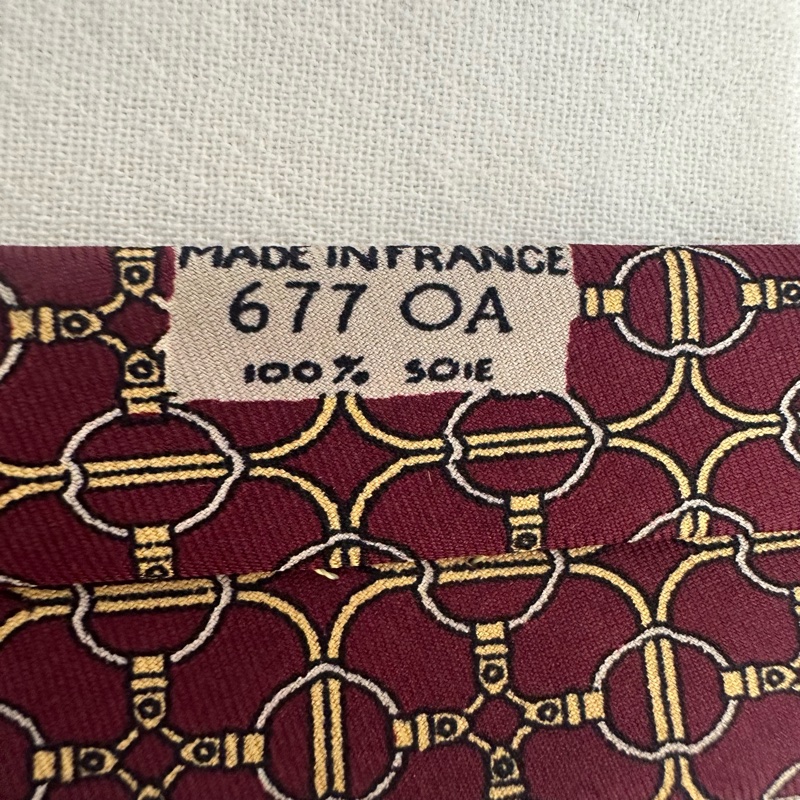 MADE IN FRANCE
677 OA
100% SOIE